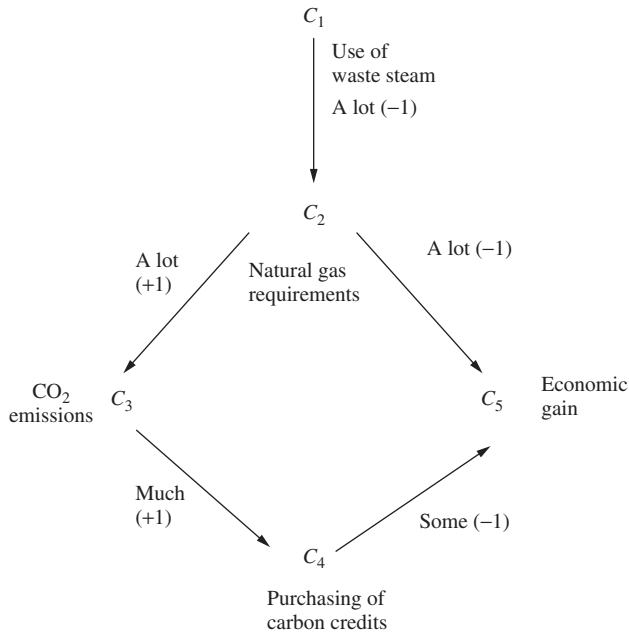 C₁
Use of
waste steam
A lot (−1)
C₂
A lot
(+1)
Natural gas
requirements
A lot (−1)
CO₂
emissions
C₃
C₅
Economic
gain
Much
(+1)
Some (−1)
C₄
Purchasing of
carbon credits